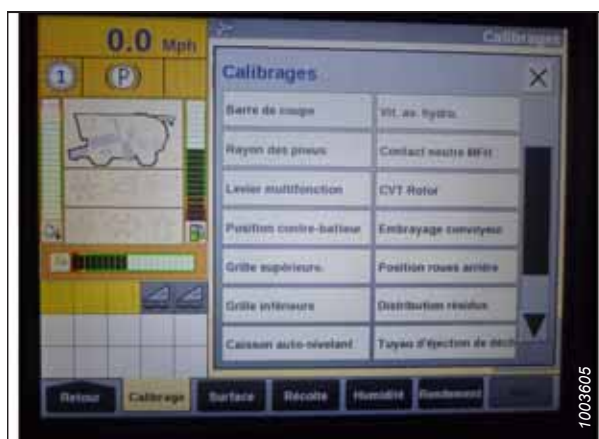 0.0 Mph
Calibrages
1
P
Calibrages
Barre de coupe
Vit. av. hydro.
Rayon des pneus
Contact neutre MFH
Levier multifonction
CVT Rotor
Position contre-batteur
Embrayage convoyeur
Grille supérieure.
Position roues arrière
Grille inférieure
Distribution résidus
Caisson auto-nivelant
Tuyau d'éjection de déch
Retour
Calibrage
Surface
Récolte
Humidité
Rendement
1003605